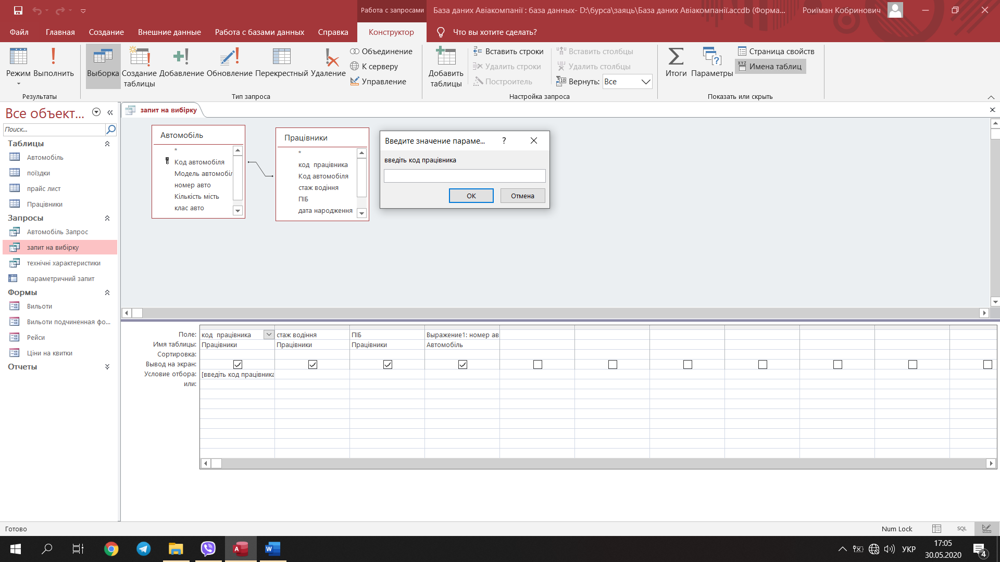 Работа с запросами
База даних Авіакомпанії : база данных- D:\бурса\заяць\База даних Авіакомпанії.accdb (Форма...
Роиїман Кобринович
Файл
Главная
Создание
Внешние данные
Работа с базами данных
Справка
Конструктор
Что вы хотите сделать?
Режим
Выполнить
Результаты
Выборка
Создание таблицы
Добавление
Обновление
Перекрестный
Удаление
Объединение
К серверу
Управление
Тип запроса
Добавить таблицы
Вставить строки
Удалить строки
Построитель
Вставить столбцы
Удалить столбцы
Вернуть: Все
Настройка запроса
Итоги
Параметры
Страница свойств
XYZ Имена таблиц
Показать или скрыть
Все объект...
Поиск...
Таблицы
Автомобіль
поїздки
прайс лист
Працівники
Запросы
Автомобіль Запрос
запит на вибірку
технічні характеристики
параметричний запит
Формы
Вильоти
Вильоти подчиненная фо...
Рейси
Ціни на квитки
Отчеты
запит на вибірку
Автомобіль
*
Код автомобіля
Модель автомобіл
номер авто
Кількість мість
клас авто
Працівники
*
код  працівника
Код автомобіля
стаж водіння
ПІБ
дата народження
Введите значение параме...
?
введіть код працівника
ОК
Отмена
Поле: код  працівника стаж водіння ПІБ Выражение1: номер ав
Имя таблицы: Працівники Працівники Працівники Автомобіль
Сортировка:
Вывод на экран:
Условие отбора: [введіть код працівника
или:
Готово
Num Lock
SQL
УКР
17:05
30.05.2020
4